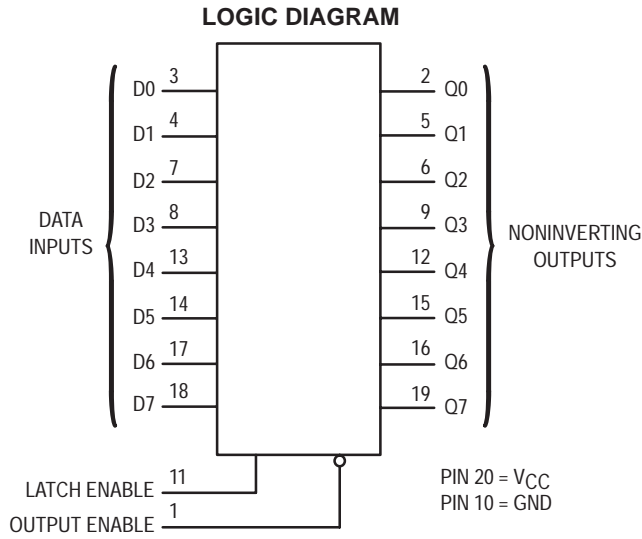 LOGIC DIAGRAM
DATA
INPUTS
D0 3
D1 4
D2 7
D3 8
D4 13
D5 14
D6 17
D7 18
2 Q0
5 Q1
6 Q2
9 Q3
12 Q4
15 Q5
16 Q6
19 Q7
NONINVERTING
OUTPUTS
LATCH ENABLE 11
OUTPUT ENABLE 1
PIN 20 = VCC
PIN 10 = GND